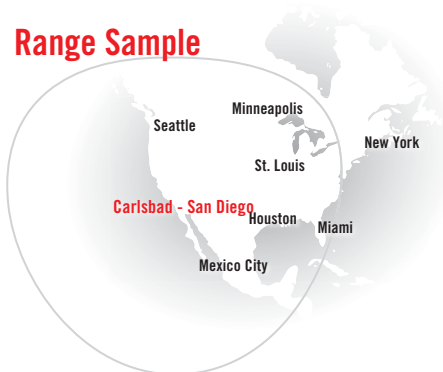 Range Sample
Minneapolis
Seattle
New York
St. Louis
Carlsbad - San Diego
Houston
Miami
Mexico City